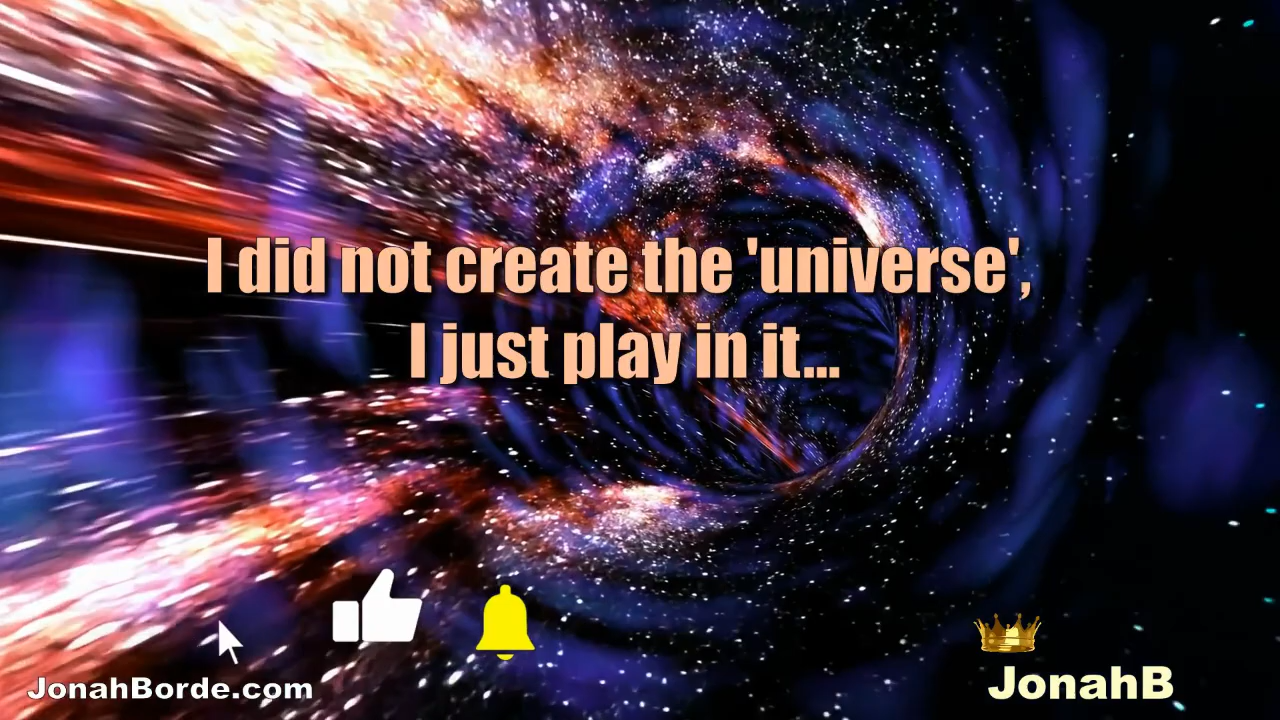 I did not create the 'universe',
I just play in it...
JonahBorde.com
JonahB